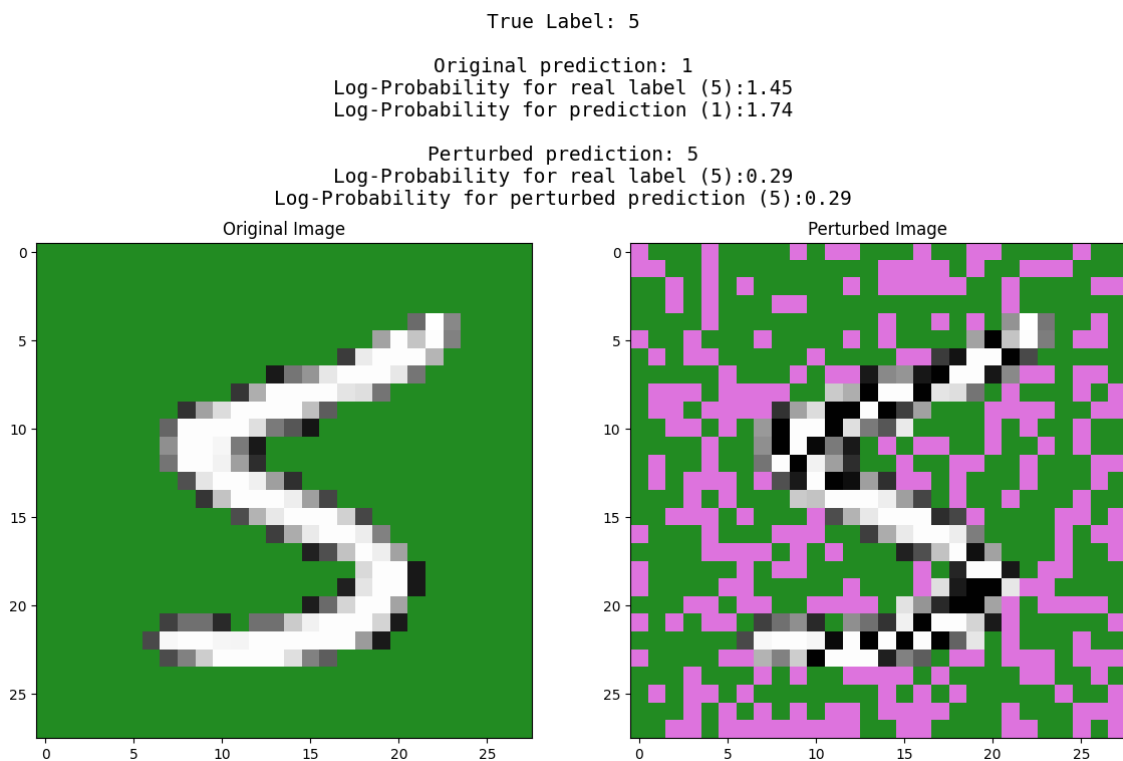 True Label: 5
Original prediction: 1
Log-Probability for real label (5):1.45
Log-Probability for prediction (1):1.74
Perturbed prediction: 5
Log-Probability for real label (5):0.29
Log-Probability for perturbed prediction (5):0.29
Original Image
0
5
10
15
20
25
0 5 10 15 20 25
Perturbed Image
0
5
10
15
20
25
0 5 10 15 20 25